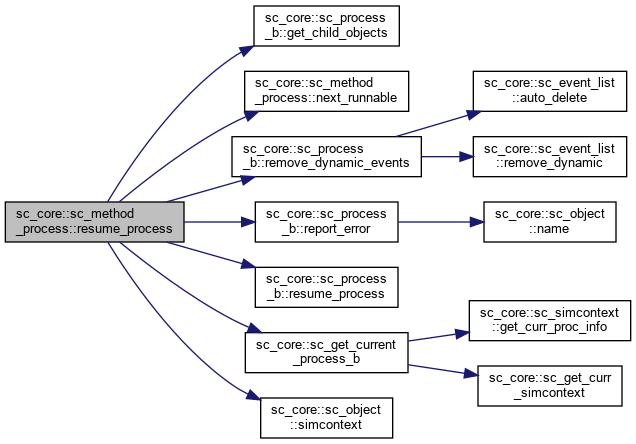 sc_core::sc_process
_b::get_child_objects
sc_core::sc_method
_process::next_runnable
sc_core::sc_event_list
::auto_delete
sc_core::sc_process
_b::remove_dynamic_events
sc_core::sc_event_list
::remove_dynamic
sc_core::sc_method
_process::resume_process
sc_core::sc_process
_b::report_error
sc_core::sc_object
::name
sc_core::sc_process
_b::resume_process
sc_core::sc_get_current
_process_b
sc_core::sc_simcontext
::get_curr_proc_info
sc_core::sc_get_curr
_simcontext
sc_core::sc_object
::simcontext